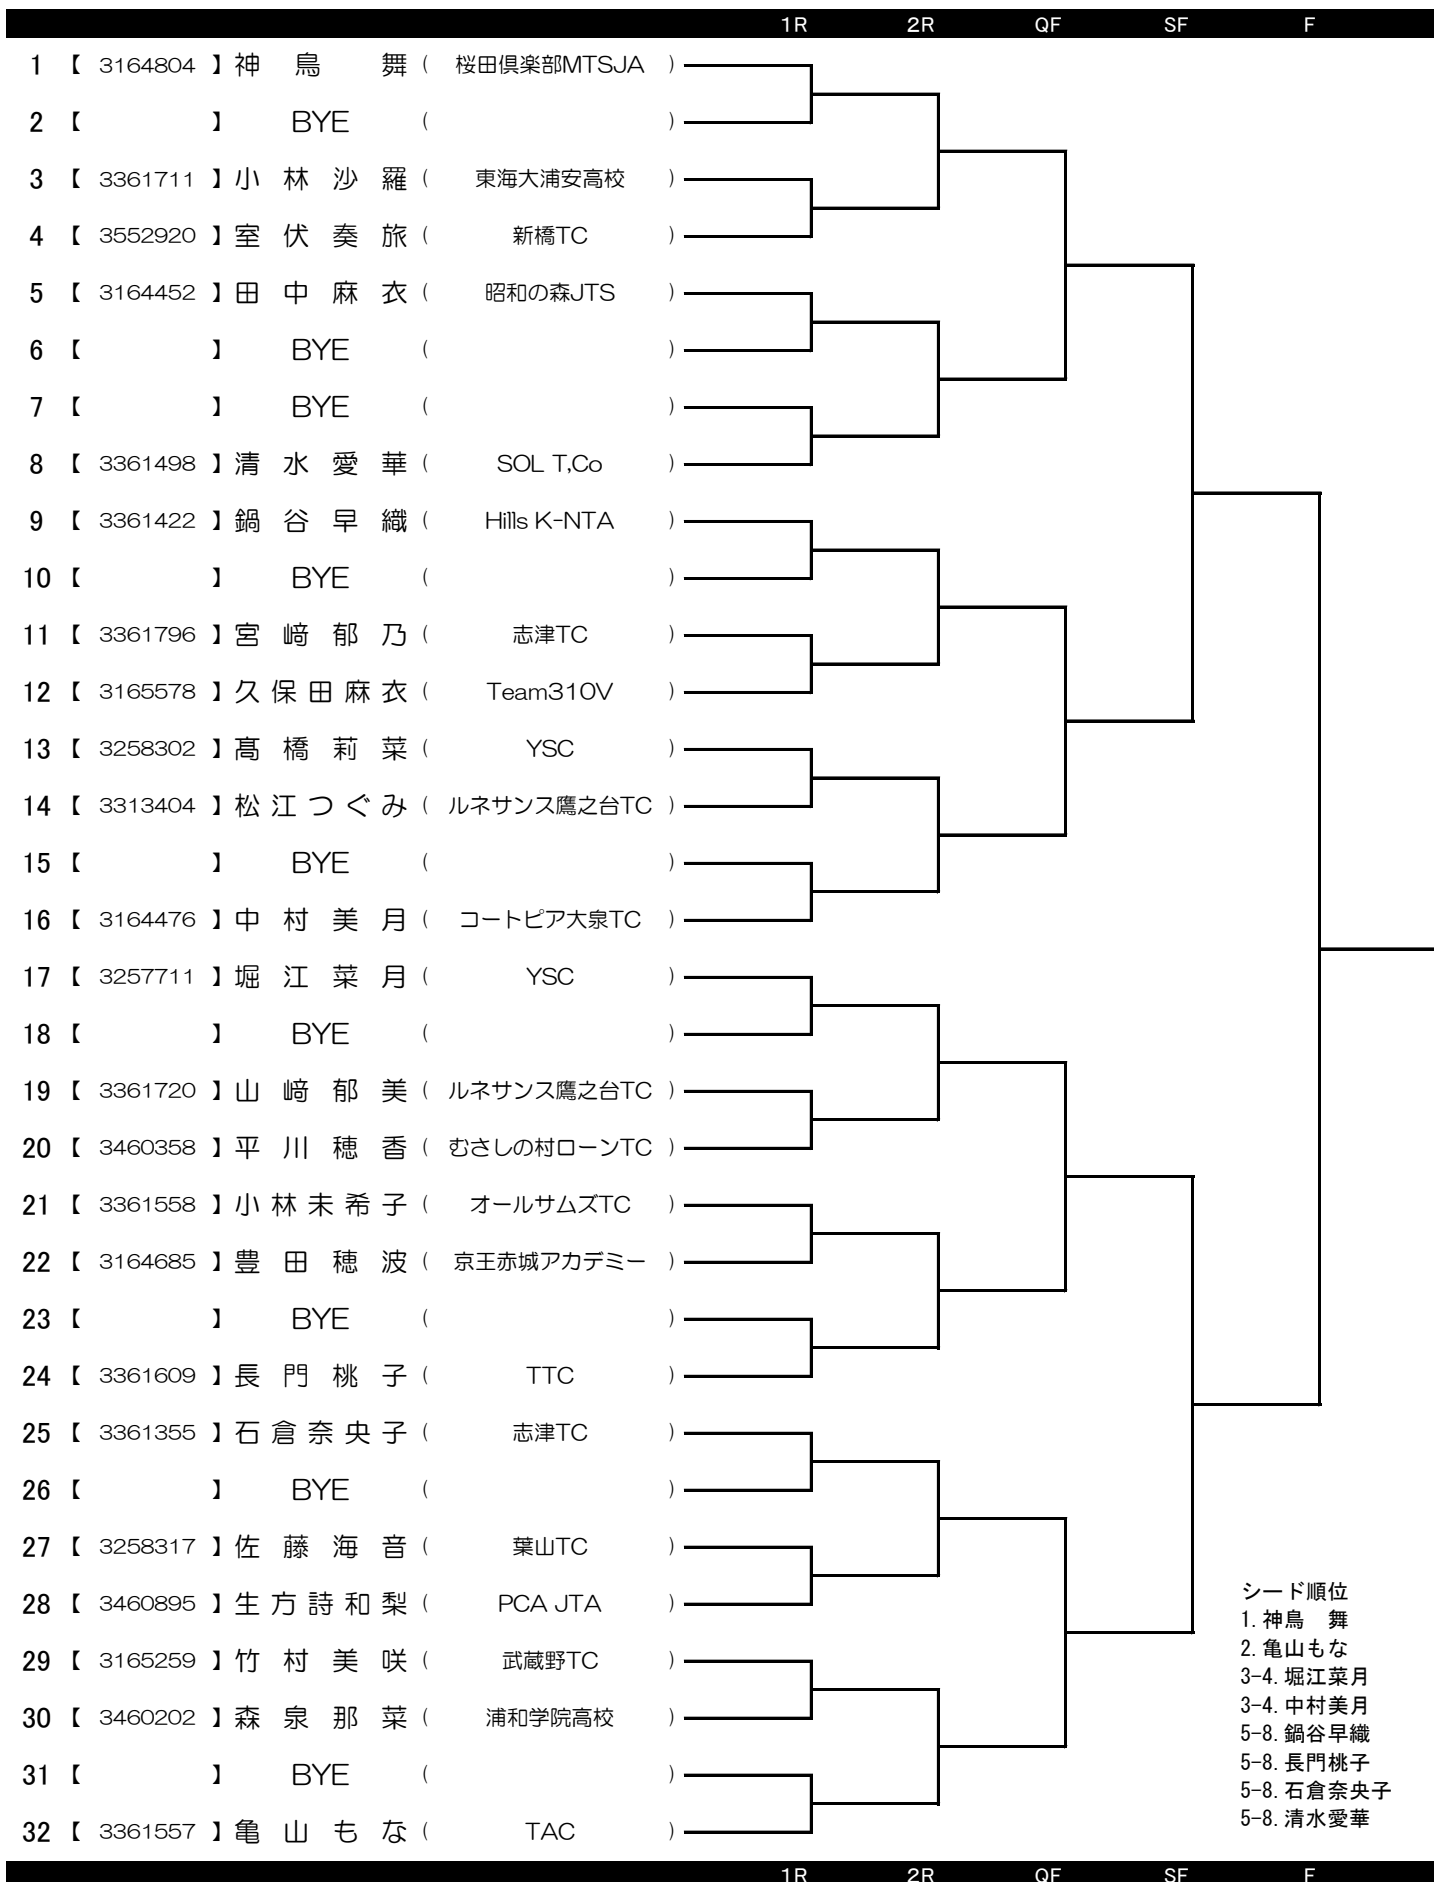 1R 2R QF SF F
1 【 3164804 】 神鳥 舞 ( 桜田倶楽部MTSJA )
2 【 】 BYE ( )
3 【 3361711 】 小林沙羅 ( 東海大浦安高校 )
4 【 3552920 】 室伏奏旅 ( 新橋TC )
5 【 3164452 】 田中麻衣 ( 昭和の森JTS )
6 【 】 BYE ( )
7 【 】 BYE ( )
8 【 3361498 】 清水愛華 ( SOL T,Co )
9 【 3361422 】 鍋谷早織 ( Hills K-NTA )
10 【 】 BYE ( )
11 【 3361796 】 宮﨑郁乃 ( 志津TC )
12 【 3165578 】 久保田麻衣 ( Team310V )
13 【 3258302 】 髙橋莉菜 ( YSC )
14 【 3313404 】 松江つぐみ ( ルネサンス鷹之台TC )
15 【 】 BYE ( )
16 【 3164476 】 中村美月 ( コートピア大泉TC )
17 【 3257711 】 堀江菜月 ( YSC )
18 【 】 BYE ( )
19 【 3361720 】 山﨑郁美 ( ルネサンス鷹之台TC )
20 【 3460358 】 平川穂香 ( むさしの村ローンTC )
21 【 3361558 】 小林未希子 ( オールサムズTC )
22 【 3164685 】 豊田穂波 ( 京王赤城アカデミー )
23 【 】 BYE ( )
24 【 3361609 】 長門桃子 ( TTC )
25 【 3361355 】 石倉奈央子 ( 志津TC )
26 【 】 BYE ( )
27 【 3258317 】 佐藤海音 ( 葉山TC )
28 【 3460895 】 生方詩和梨 ( PCA JTA )
29 【 3165259 】 竹村美咲 ( 武蔵野TC )
30 【 3460202 】 森泉那菜 ( 浦和学院高校 )
31 【 】 BYE ( )
32 【 3361557 】 亀山もな ( TAC )
シード順位
1.神鳥 舞
2.亀山もな
3-4.堀江菜月
3-4.中村美月
5-8.鍋谷早織
5-8.長門桃子
5-8.石倉奈央子
5-8.清水愛華
1R 2R QF SF F